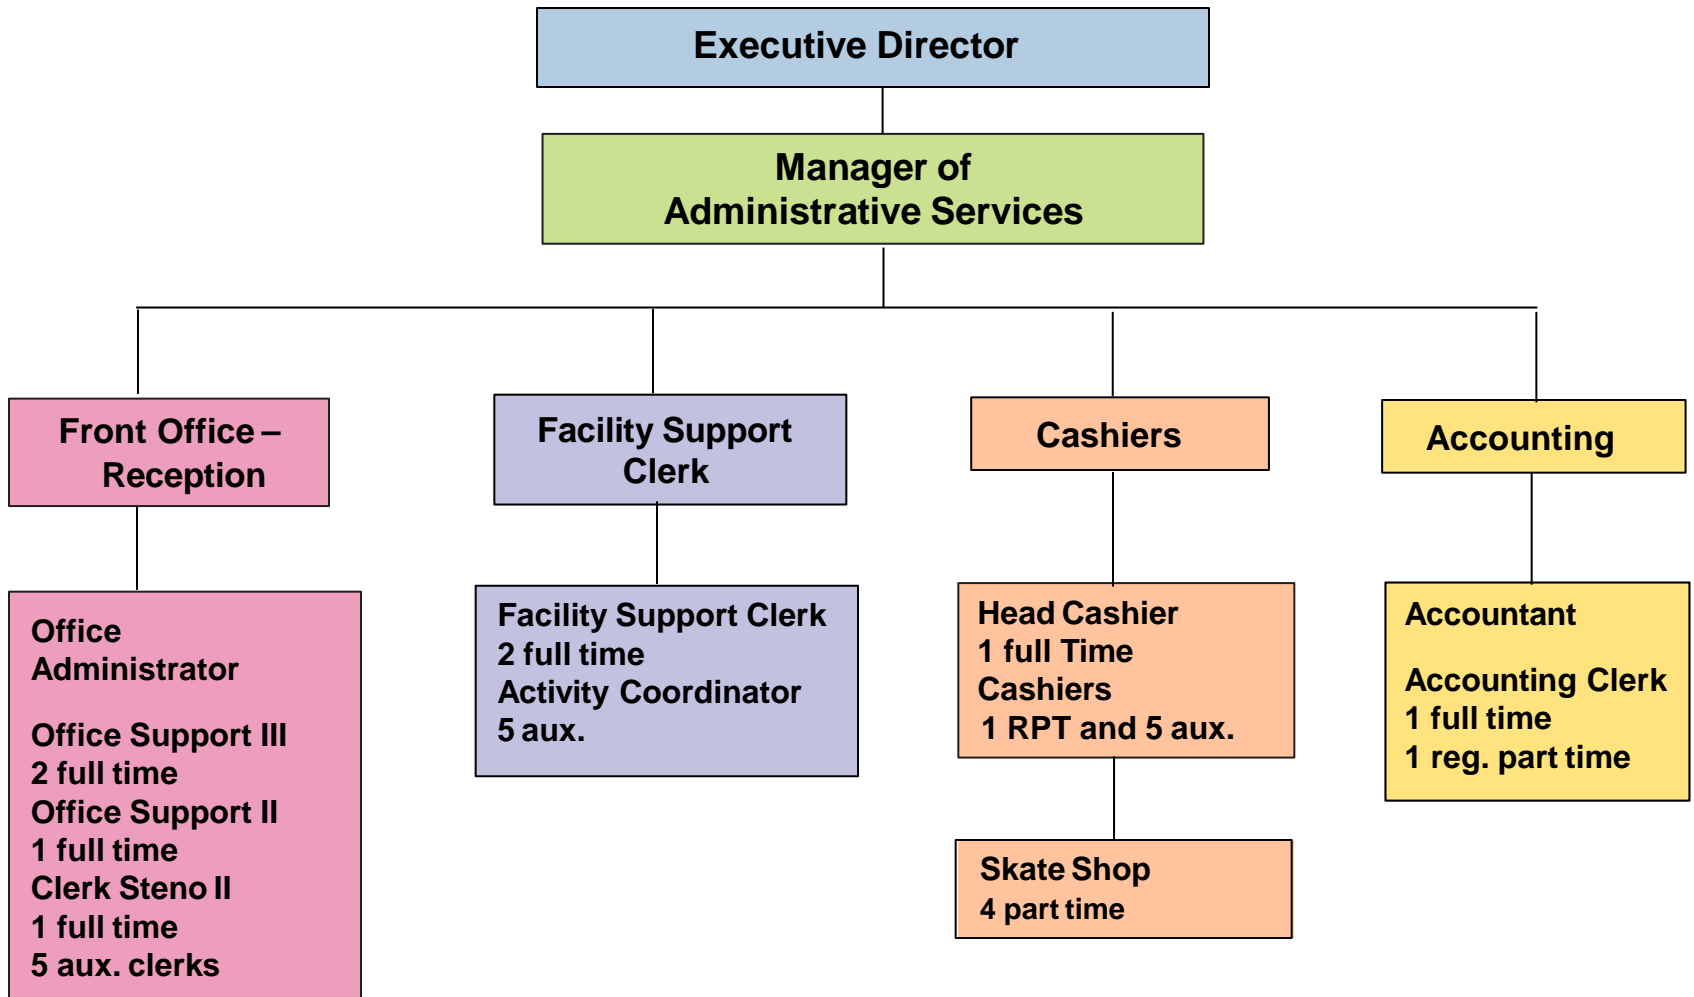 Executive Director
Manager of
Administrative Services
Front Office –
Reception
Facility Support
Clerk
Cashiers
Accounting
Office
Administrator
Office Support III
2 full time
Office Support II
1 full time
Clerk Steno II
1 full time
5 aux. clerks
Facility Support Clerk
2 full time
Activity Coordinator
5 aux.
Head Cashier
1 full Time
Cashiers
1 RPT and 5 aux.
Skate Shop
4 part time
Accountant
Accounting Clerk
1 full time
1 reg. part time